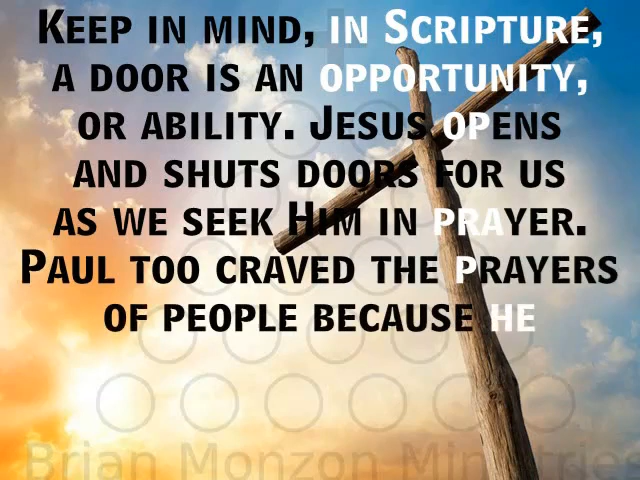 Keep in mind, in Scripture,
a door is an opportunity,
or ability. Jesus opens
and shuts doors for us
as we seek Him in prayer.
Paul too craved the prayers
of people because he
Brian Monzon Ministries